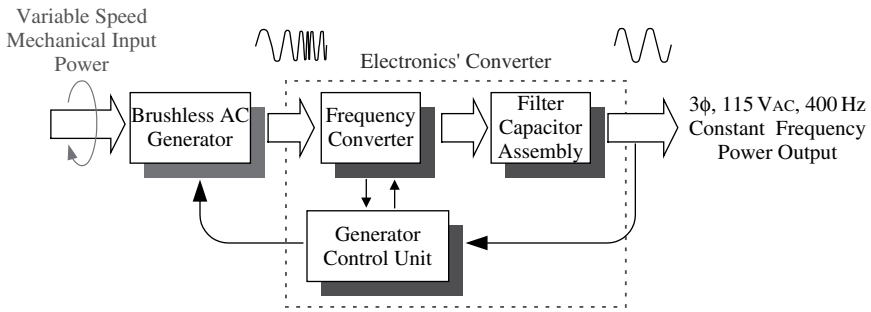 Variable Speed
Mechanical Input
Power
Electronics' Converter
Brushless AC
Generator
Frequency
Converter
Filter
Capacitor
Assembly
3ϕ, 115 VAC, 400 Hz
Constant Frequency
Power Output
Generator
Control Unit